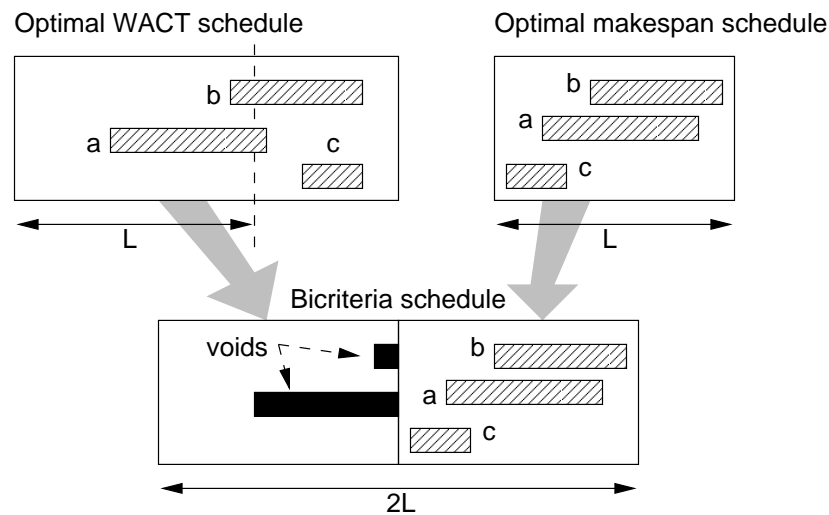 Optimal WACT schedule
Optimal makespan schedule
b
a
c
b
a
c
L
L
Bicriteria schedule
voids
b
a
c
2L